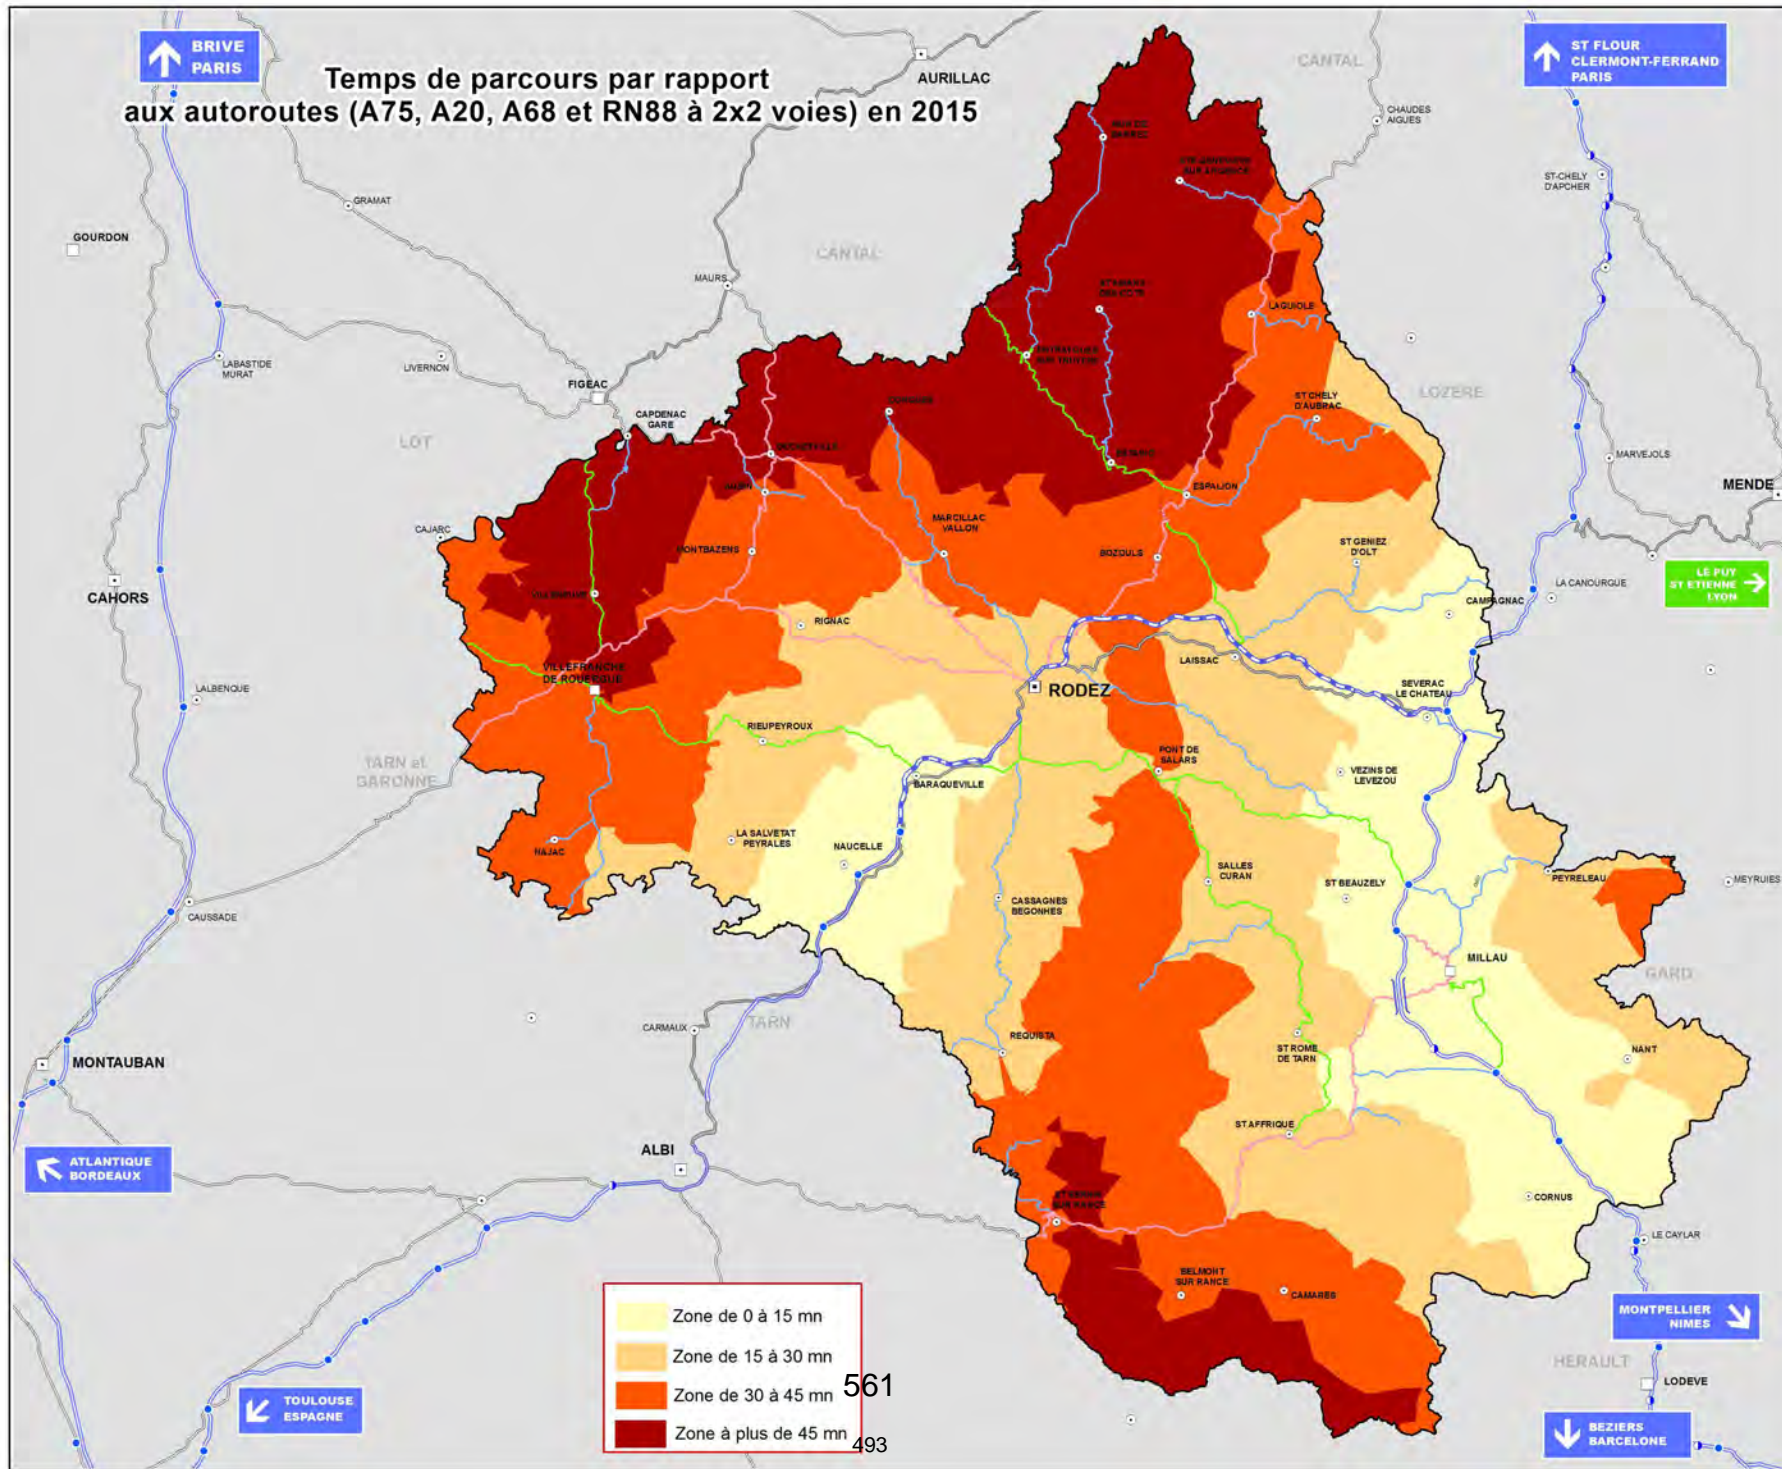 BRIVE
PARIS
Temps de parcours par rapport
aux autoroutes (A75, A20, A68 et RN88 à 2x2 voies) en 2015
AURILLAC
CANTAL
ST FLOUR
CLERMONT-FERRAND
PARIS
CHAUDES
AIGUES
ST-CHELY
D'APCHER
GRAMAT
GOURDON
CANTAL
MAURS
LAGUIOLE
LABASTIDE
MURAT
LIVERNON
FIGEAC
LOZERE
ST CHELY
D'AUBRAC
CAPDENAC
GARE
LOT
MARVEJOLS
MENDE
ESPALION
CAJARC
MARCILLAC
VALLON
MONTBAZENS
BOZOULS
ST GENIEZ
D'OLT
LE PUY
ST ETIENNE
LYON
CAHORS
LA CANOURGUE
CAMPAGNAC
RIGNAC
VILLEFRANCHE
DE ROUERGUE
LAISSAC
RODEZ
SEVERAC
LE CHATEAU
LALBENQUE
RIEUPEYROUX
PONT DE
SALARS
TARN et
GARONNE
BARAQUEVILLE
VEZINS DE
LEVEZOU
NAJAC
LA SALVETAT
PEYRALES
NAUCELLE
SALLES
CURAN
ST BEAUZELY
PEYRELEAU
MEYRUIES
CAUSSADE
CASSAGNES
BEGONHES
MILLAU
GARD
TARN
CARMAUX
REQUISTA
ST ROME
DE TARN
NANT
MONTAUBAN
ST AFFRIQUE
ALBI
ATLANTIQUE
BORDEAUX
CORNUS
LE CAYLAR
BELMONT
SUR RANCE
CAMARES
Zone de 0 à 15 mn
MONTPELLIER
NIMES
Zone de 15 à 30 mn
HERAULT
Zone de 30 à 45 mn
561
LODEVE
TOULOUSE
ESPAGNE
Zone à plus de 45 mn
493
BEZIERS
BARCELONE